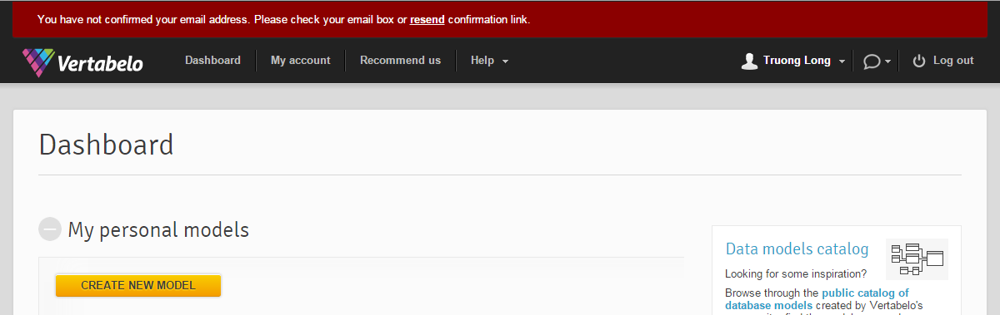 You have not confirmed your email address. Please check your email box or resend confirmation link.
Vertabelo Dashboard My account Recommend us Help Truong Long Log out
Dashboard
My personal models
Data models catalog
Looking for some inspiration?
CREATE NEW MODEL
Browse through the public catalog of
database models created by Vertabelo's